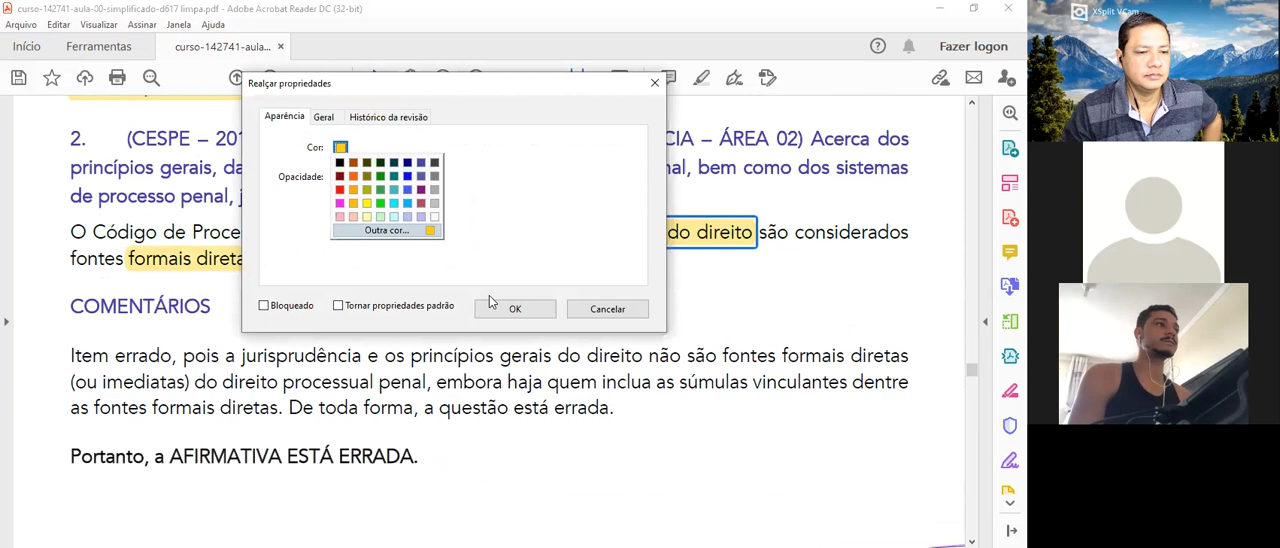 curso-142741-aula-00-simplificado-d617 limpa.pdf - Adobe Acrobat Reader DC (32-bit)
Arquivo Editar Visualizar Assinar Janela Ajuda
Início Ferramentas curso-142741-aula... × Fazer logon
Realçar propriedades
Aparência Geral Histórico da revisão
Cor:
Opacidade:
Outra cor...
Bloqueado Tornar propriedades padrão OK Cancelar
2. (CESPE – 201 CIA – ÁREA 02) Acerca dos
princípios gerais, da nal, bem como dos sistemas
de processo penal, j
O Código de Proce do direito são considerados
fontes formais direta
COMENTÁRIOS
Item errado, pois a jurisprudência e os princípios gerais do direito não são fontes formais diretas
(ou imediatas) do direito processual penal, embora haja quem inclua as súmulas vinculantes dentre
as fontes formais diretas. De toda forma, a questão está errada.
Portanto, a AFIRMATIVA ESTÁ ERRADA.
XSplit VCam